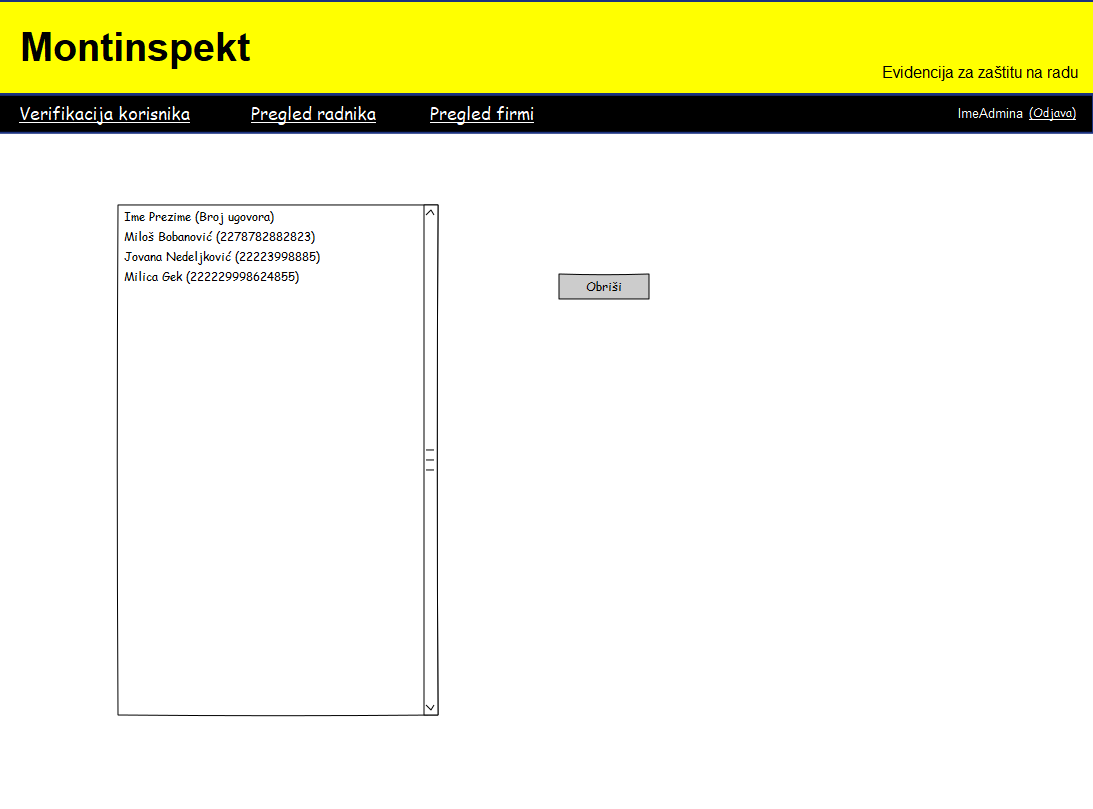 Montinspekt
Evidencija za zaštitu na radu
Verifikacija korisnika Pregled radnika Pregled firmi ImeAdmina (Odjava)
Ime Prezime (Broj ugovora)
Miloš Bobanović (2278782882823)
Jovana Nedeljković (22223998885)
Milica Gek (222229998624855)
Obriši